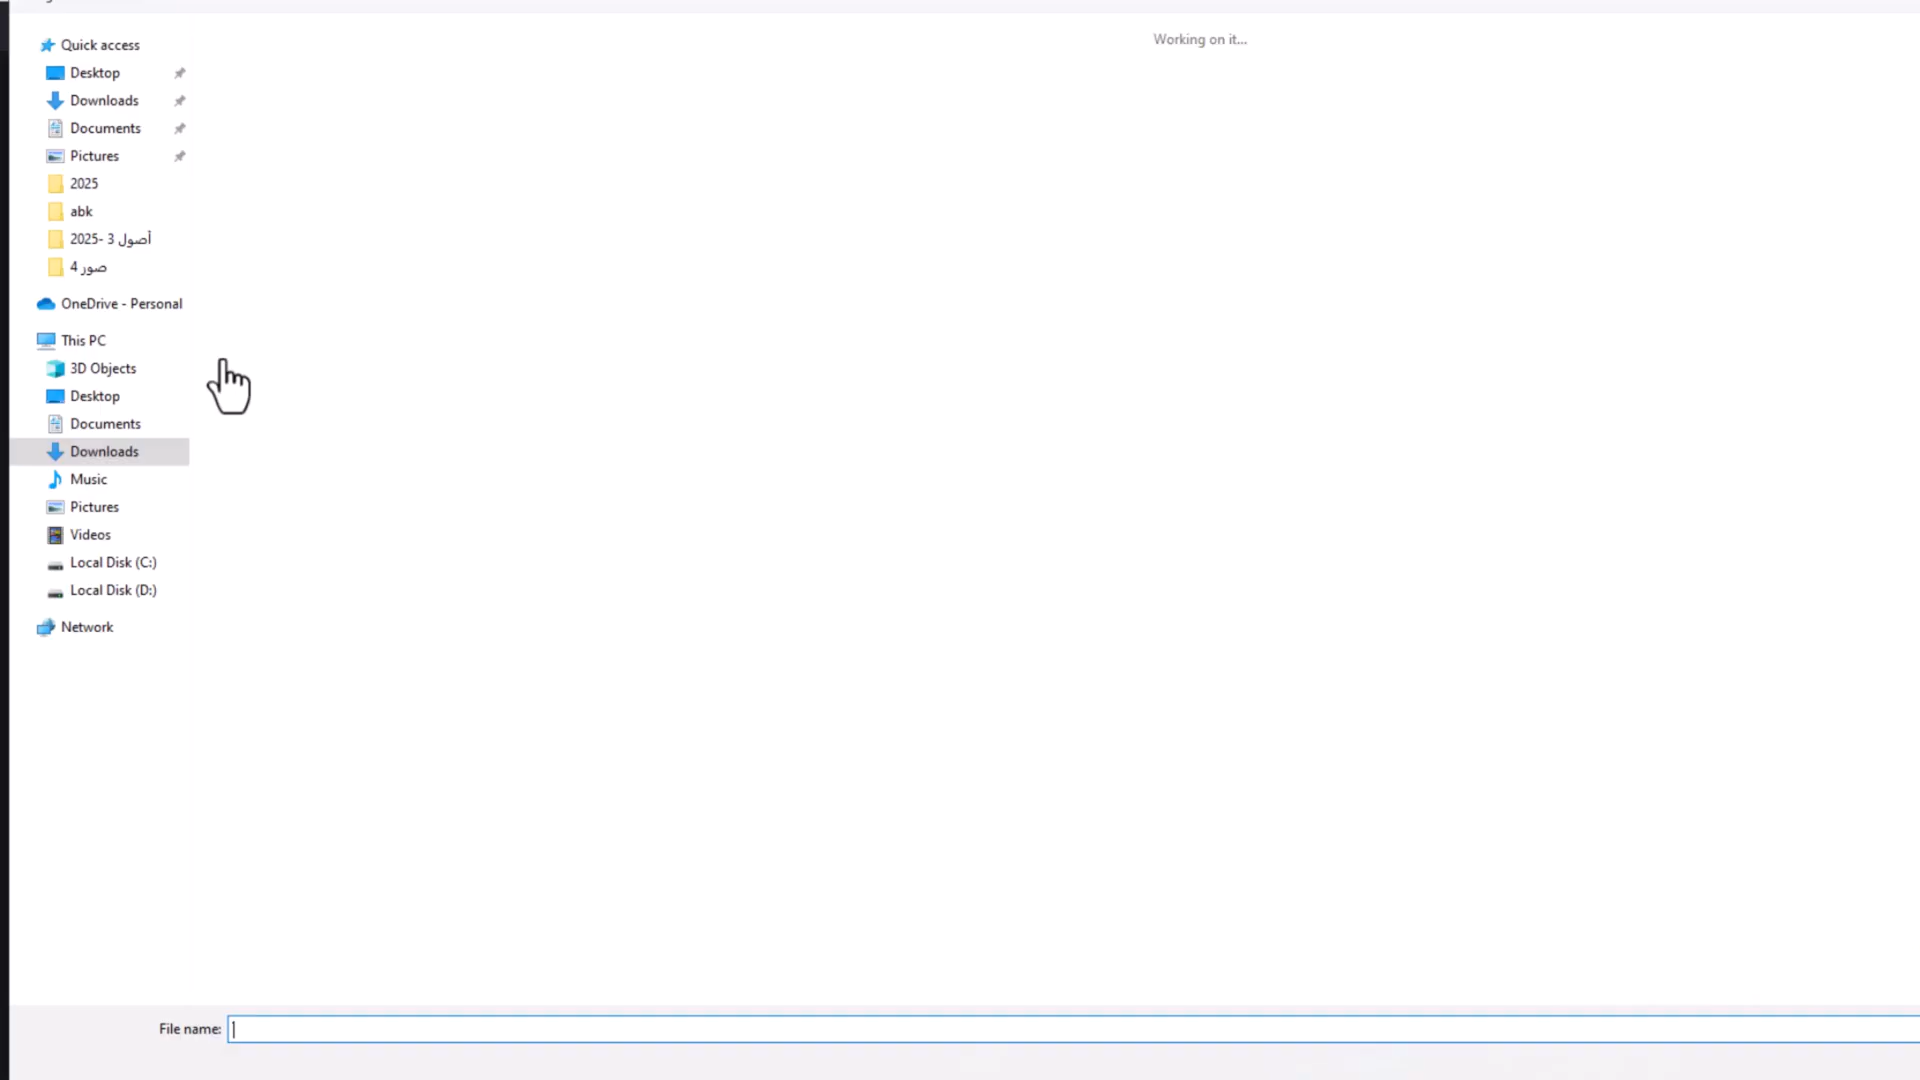 Quick access
Working on it...
Desktop
Downloads
Documents
Pictures
2025
abk
أصول 3 -2025
صور 4
OneDrive - Personal
This PC
3D Objects
Desktop
Documents
Downloads
Music
Pictures
Videos
Local Disk (C:)
Local Disk (D:)
Network
File name: